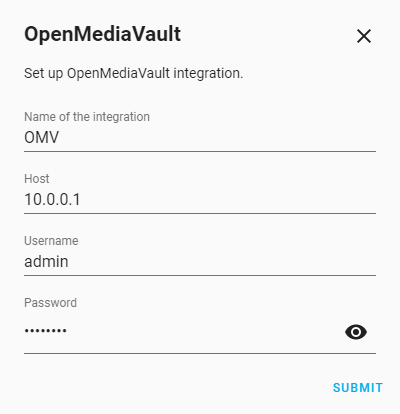 OpenMediaVault
Set up OpenMediaVault integration.
Name of the integration
OMV
Host
10.0.0.1
Username
admin
Password
••••••••
SUBMIT